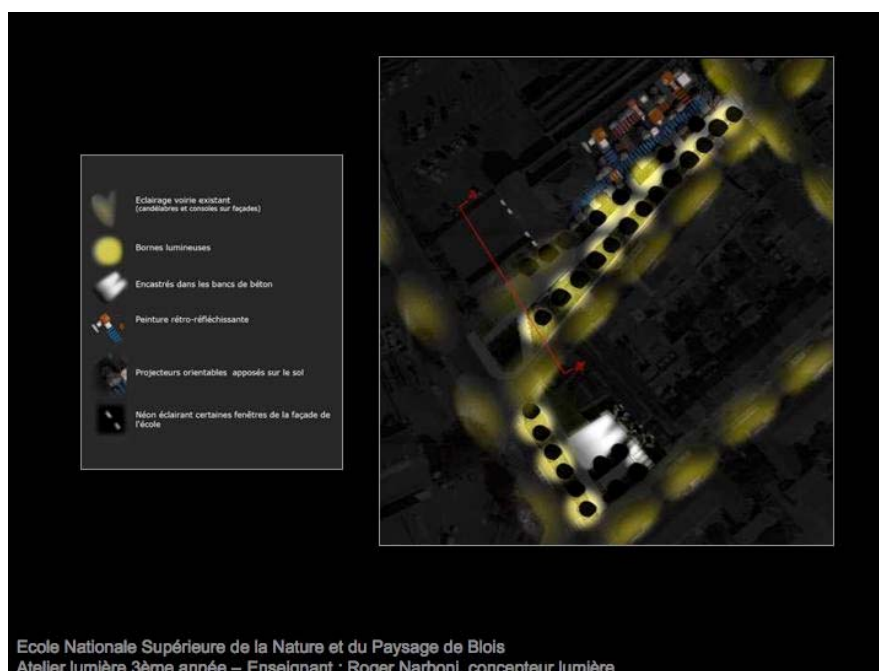 Eclairage voirie existant
(candélabres et consoles sur façades)
Bornes lumineuses
Encastrés dans les bancs de béton
Peinture rétro-réfléchissante
Projecteurs orientables apposés sur le sol
Néon éclairant certaines fenêtres de la façade de
l'école
Ecole Nationale Supérieure de la Nature et du Paysage de Blois
Atelier lumière 3ème année – Enseignant : Roger Narboni, concepteur lumière